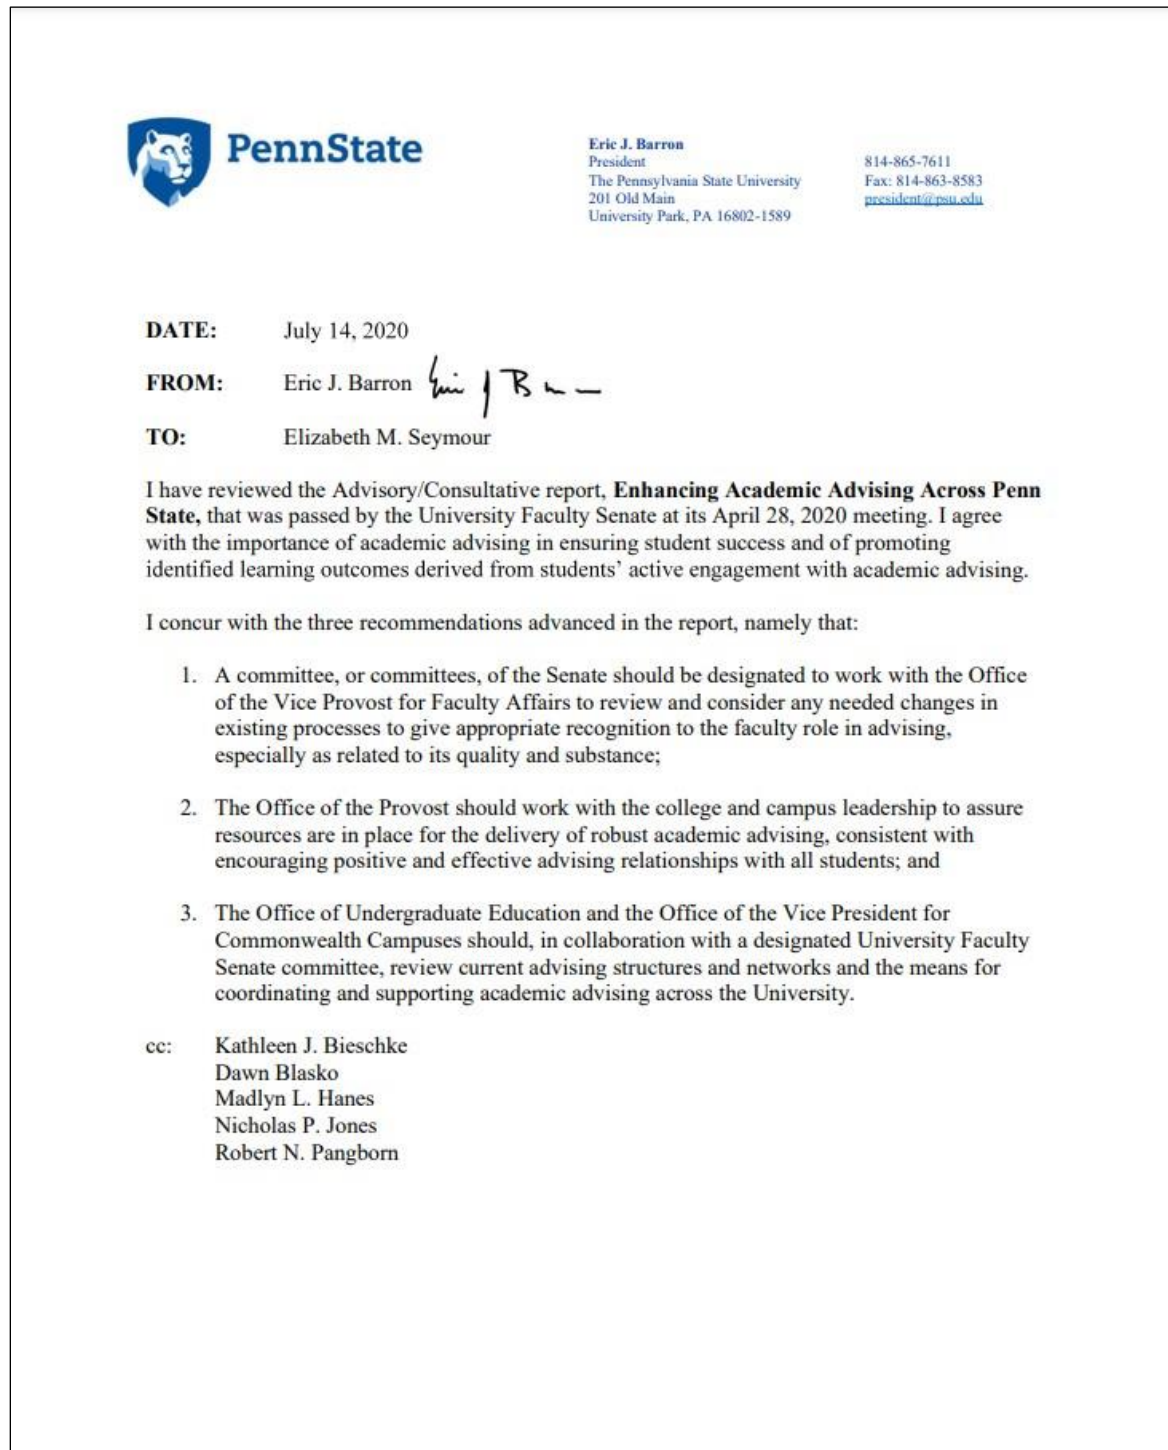 PennState
Eric J. Barron
President
The Pennsylvania State University
201 Old Main
University Park, PA 16802-1589
814-865-7611
Fax: 814-863-8583
president@psu.edu
DATE: July 14, 2020
FROM: Eric J. Barron Eric J Barron
TO: Elizabeth M. Seymour
I have reviewed the Advisory/Consultative report, Enhancing Academic Advising Across Penn
State, that was passed by the University Faculty Senate at its April 28, 2020 meeting. I agree
with the importance of academic advising in ensuring student success and of promoting
identified learning outcomes derived from students’ active engagement with academic advising.
I concur with the three recommendations advanced in the report, namely that:
1. A committee, or committees, of the Senate should be designated to work with the Office
of the Vice Provost for Faculty Affairs to review and consider any needed changes in
existing processes to give appropriate recognition to the faculty role in advising,
especially as related to its quality and substance;
2. The Office of the Provost should work with the college and campus leadership to assure
resources are in place for the delivery of robust academic advising, consistent with
encouraging positive and effective advising relationships with all students; and
3. The Office of Undergraduate Education and the Office of the Vice President for
Commonwealth Campuses should, in collaboration with a designated University Faculty
Senate committee, review current advising structures and networks and the means for
coordinating and supporting academic advising across the University.
cc: Kathleen J. Bieschke
Dawn Blasko
Madlyn L. Hanes
Nicholas P. Jones
Robert N. Pangborn